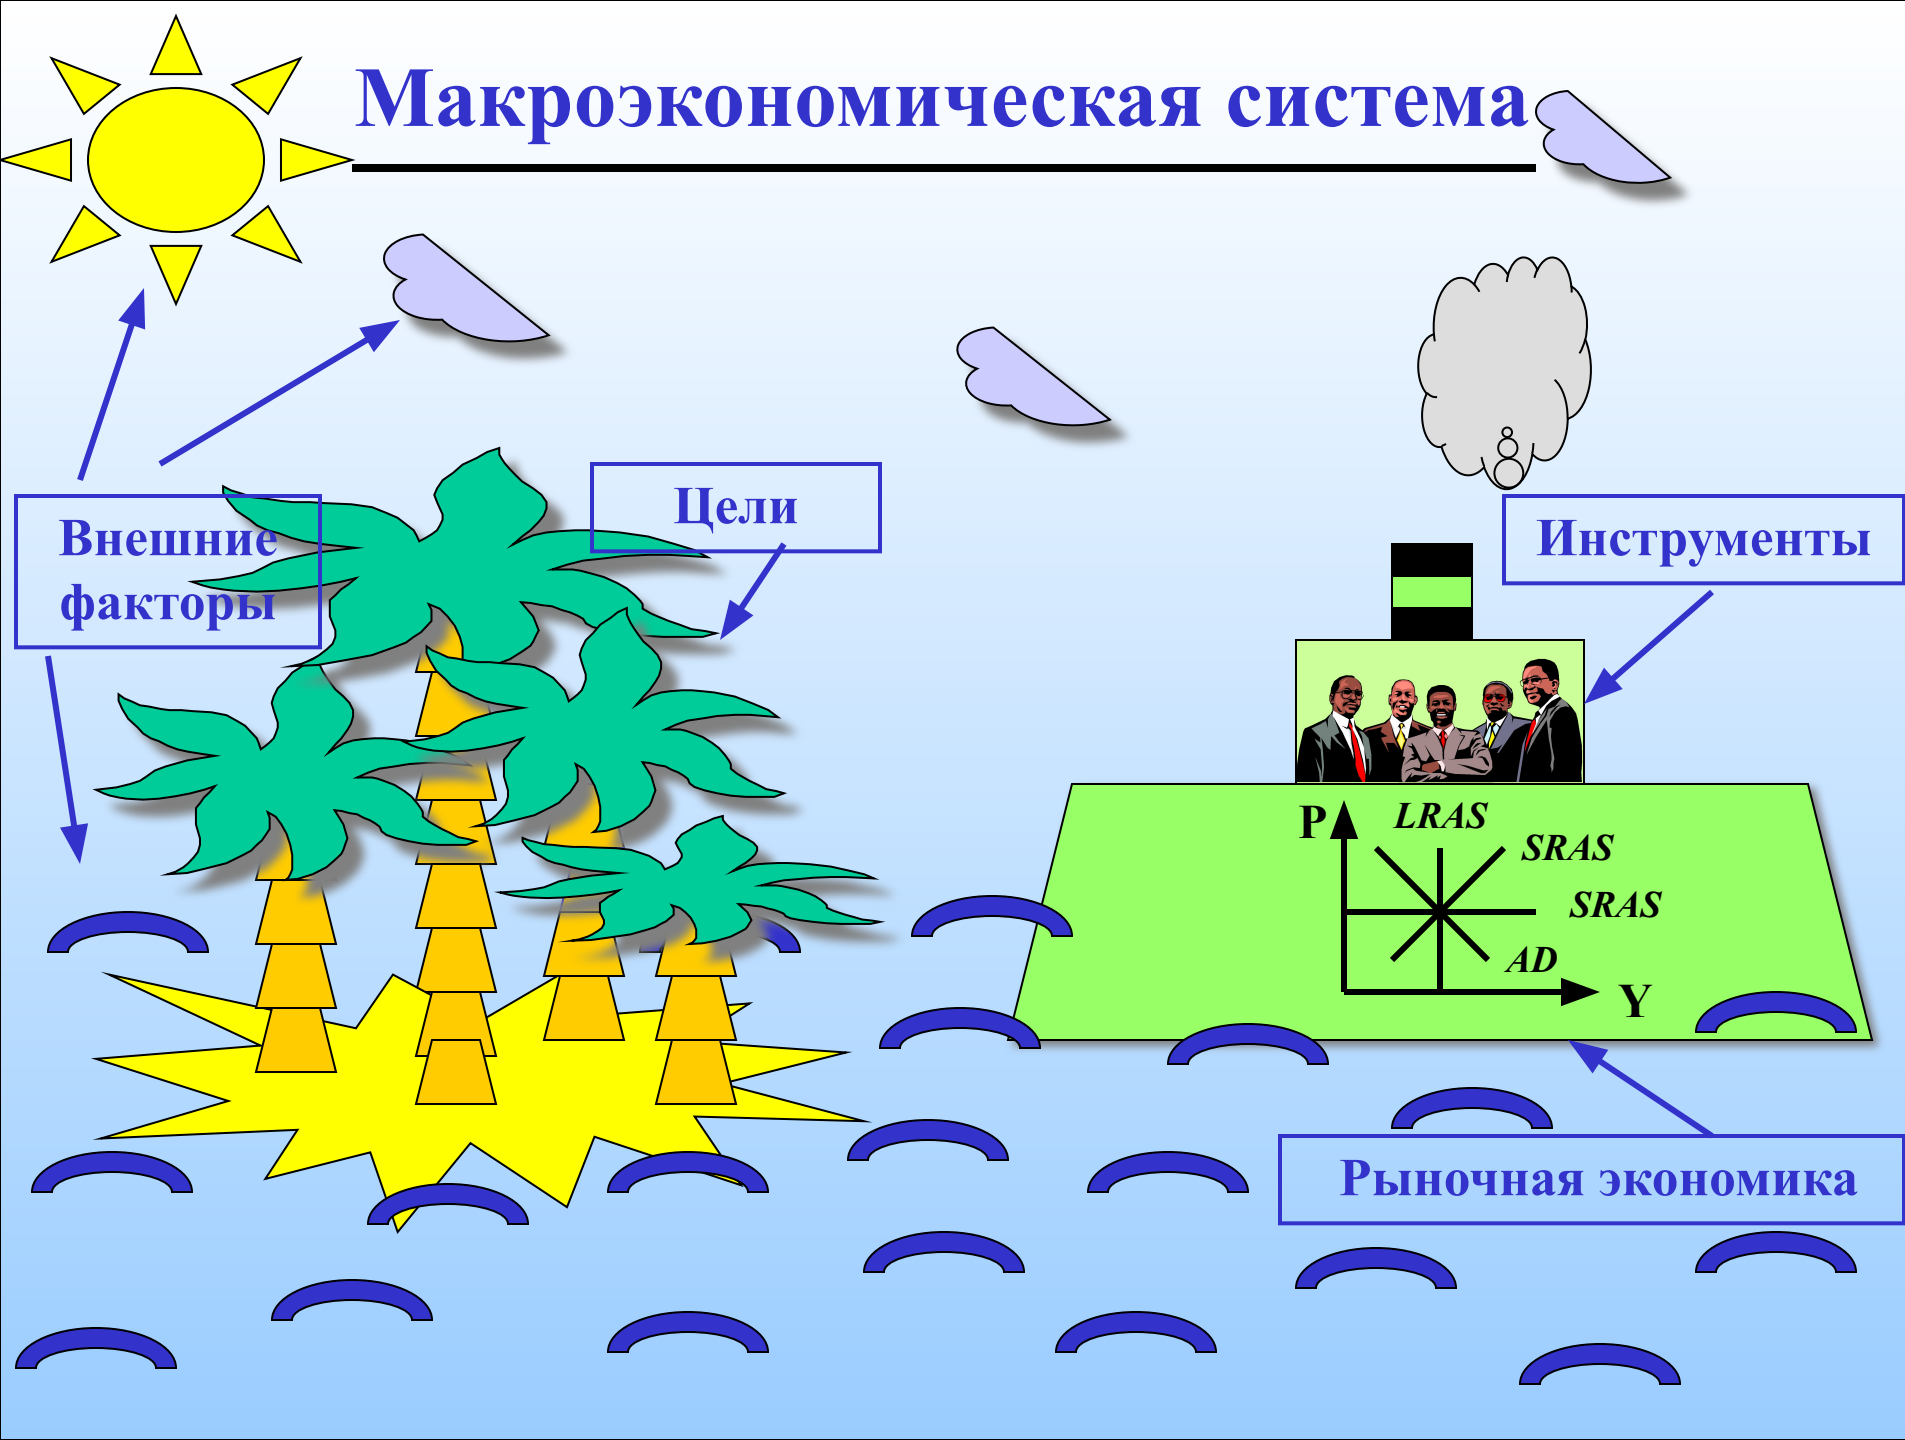 Макроэкономическая система
Цели
Внешние
факторы
Инструменты
P
LRAS
SRAS
SRAS
AD
Y
Рыночная экономика